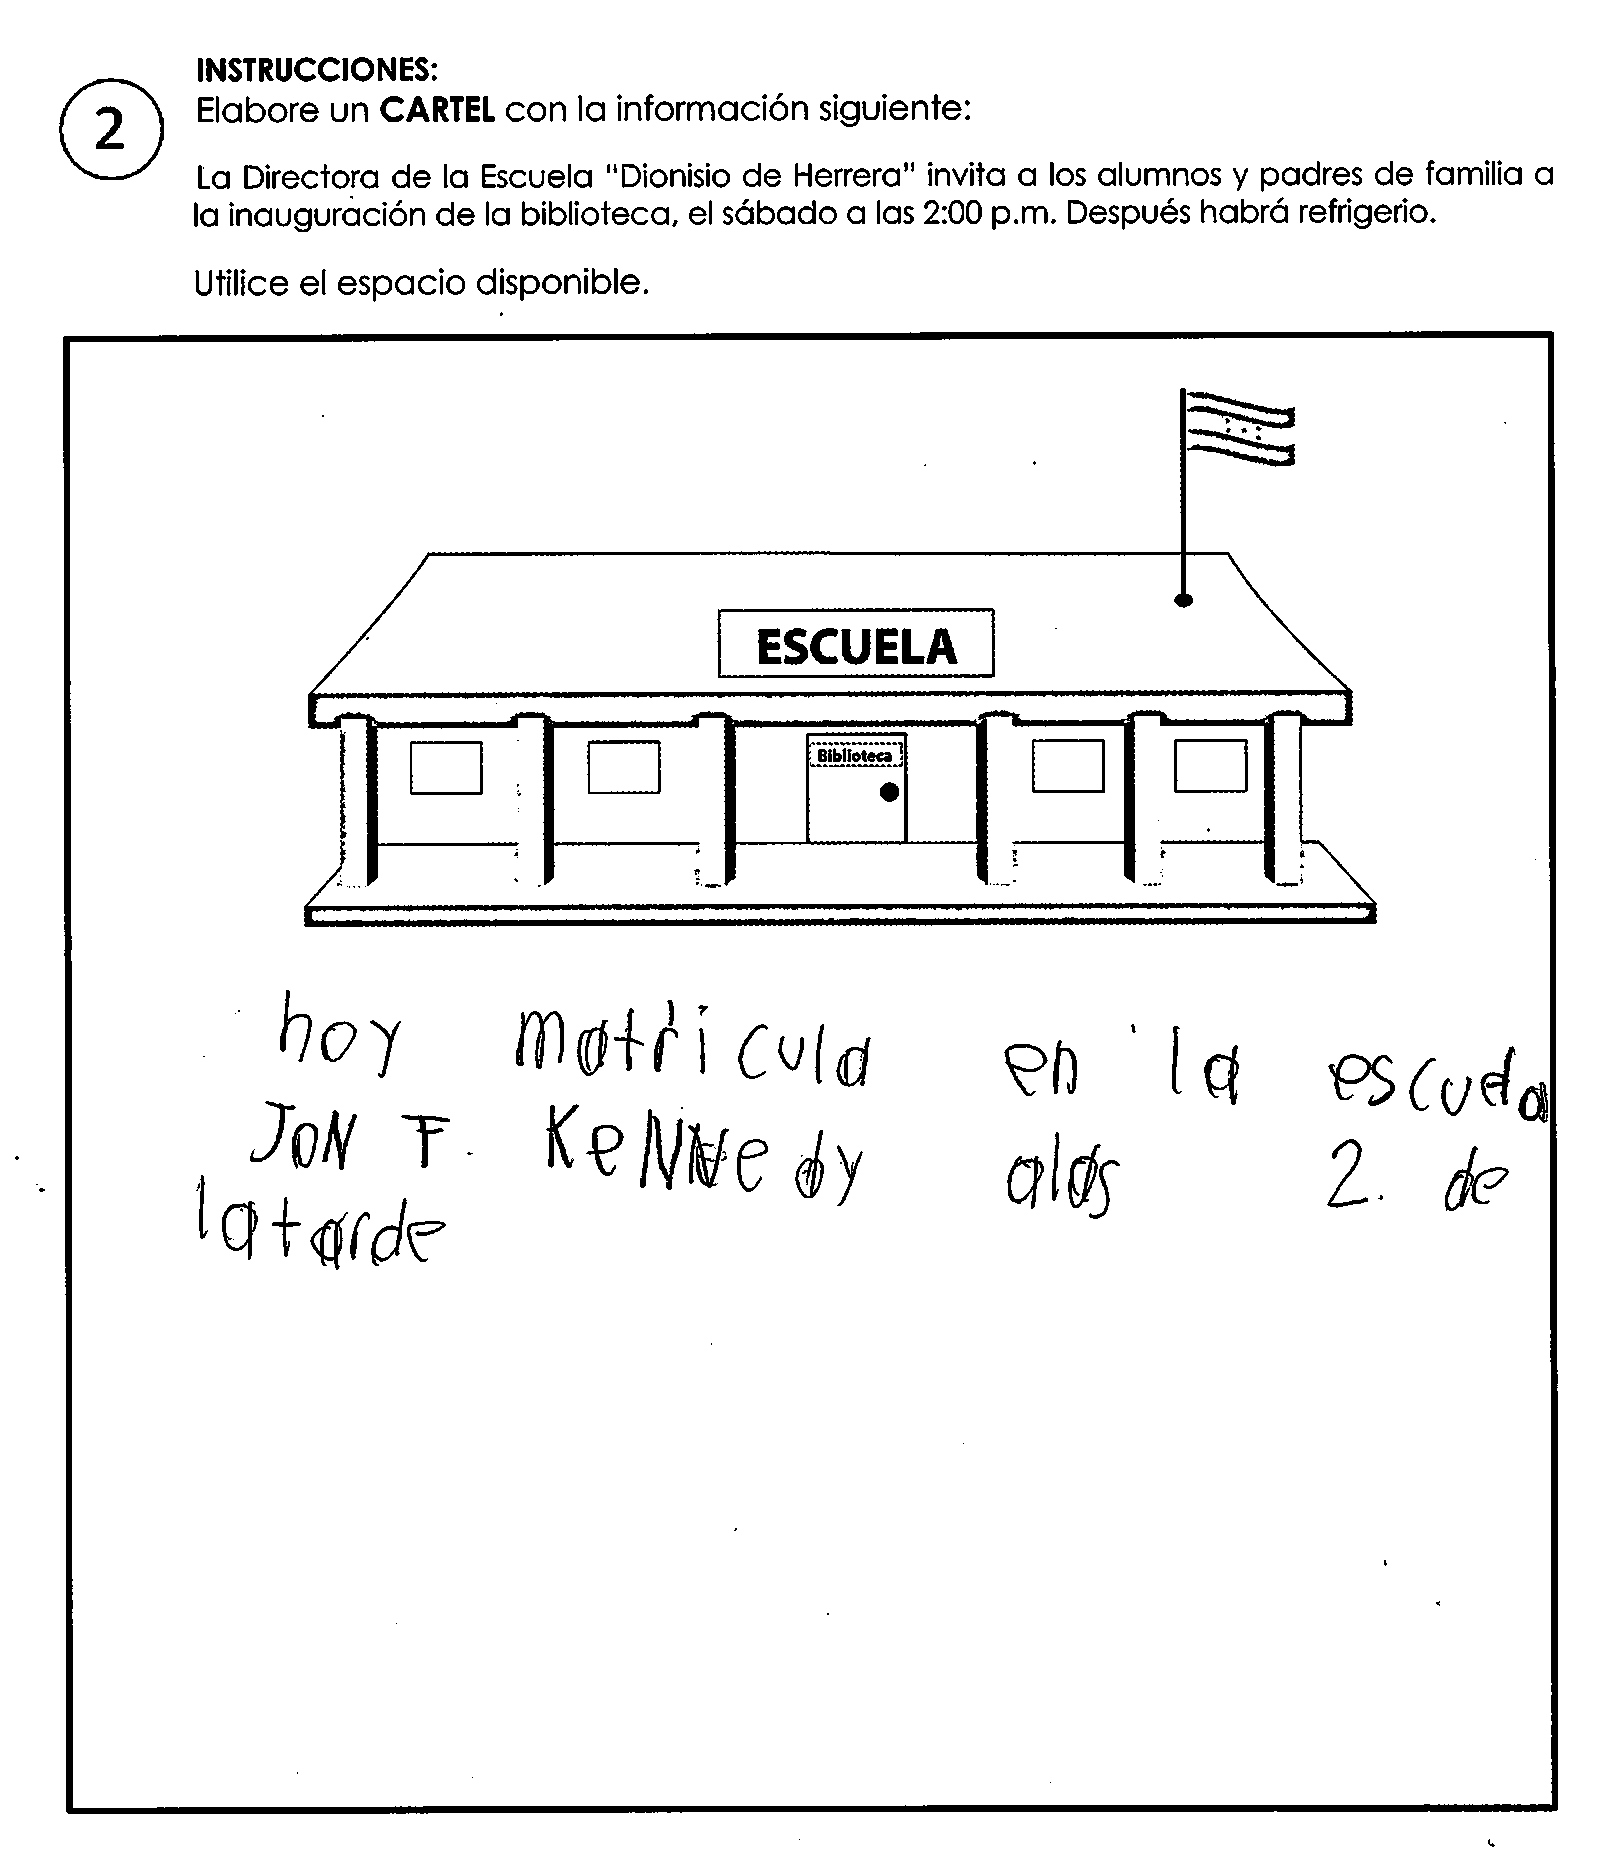 INSTRUCCIONES:
2
Elabore un CARTEL con la información siguiente:
La Directora de la Escuela "Dionisio de Herrera" invita a los alumnos y padres de familia a
la inauguración de la biblioteca, el sábado a las 2:00 p.m. Después habrá refrigerio.
Utilice el espacio disponible.
ESCUELA
Biblioteca
hoy matricula en la escuela
JON F. KeNNedy alas 2. de
latarde